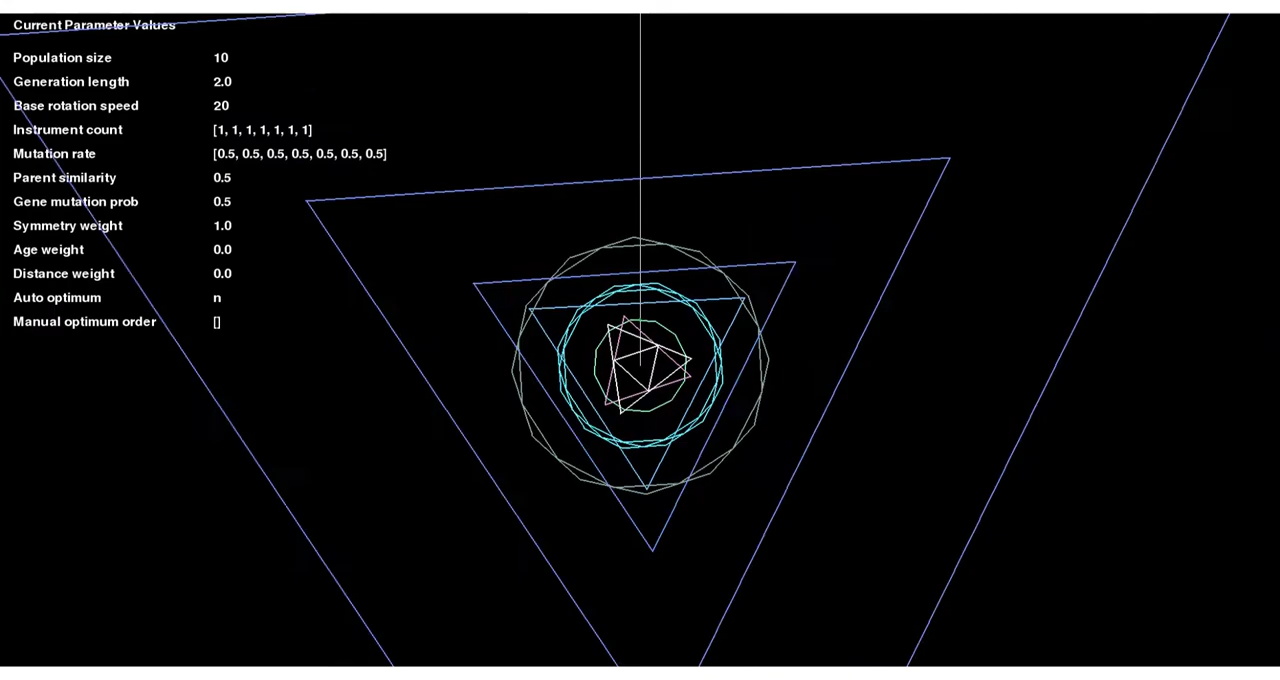 Current Parameter Values
Population size 10
Generation length 2.0
Base rotation speed 20
Instrument count [1, 1, 1, 1, 1, 1, 1]
Mutation rate [0.5, 0.5, 0.5, 0.5, 0.5, 0.5, 0.5]
Parent similarity 0.5
Gene mutation prob 0.5
Symmetry weight 1.0
Age weight 0.0
Distance weight 0.0
Auto optimum n
Manual optimum order []